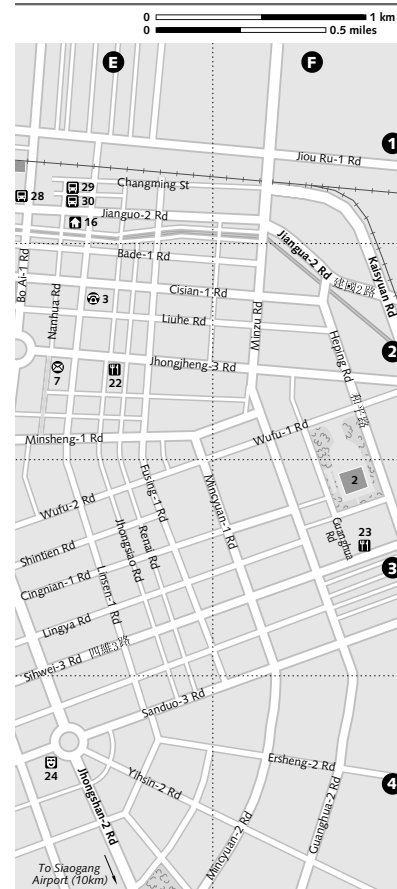 0 1 km
0 0.5 miles
E F
1
Jiou Ru-1 Rd
28
29
Changming St
30
Jianguo-2 Rd
16
Bo Ai-1 Rd
Bade-1 Rd
Jiangua-2 Rd
建國2路
Kaisyuan Rd
Nanhua Rd
3
Cisian-1 Rd
Liuhe Rd
Minzu Rd
Heping Rd
和平路
2
Jhongjheng-3 Rd
7
22
Minsheng-1 Rd
Wufu-1 Rd
2
Wufu-2 Rd
Fusing-1 Rd
Mincyuan-1 Rd
Guanghua
Rd
23
Shintien Rd
Renai Rd
Jhongsiao Rd
3
Cingnian-1 Rd
Linsen-1 Rd
Lingya Rd
Sihwei-3 Rd
四維3路
Sanduo-3 Rd
24
Yihsin-2 Rd
Ersheng-2 Rd
4
Jhongshan-2 Rd
Mincyuan-2 Rd
Guanghua-2 Rd
To Siaogang
Airport (10km)